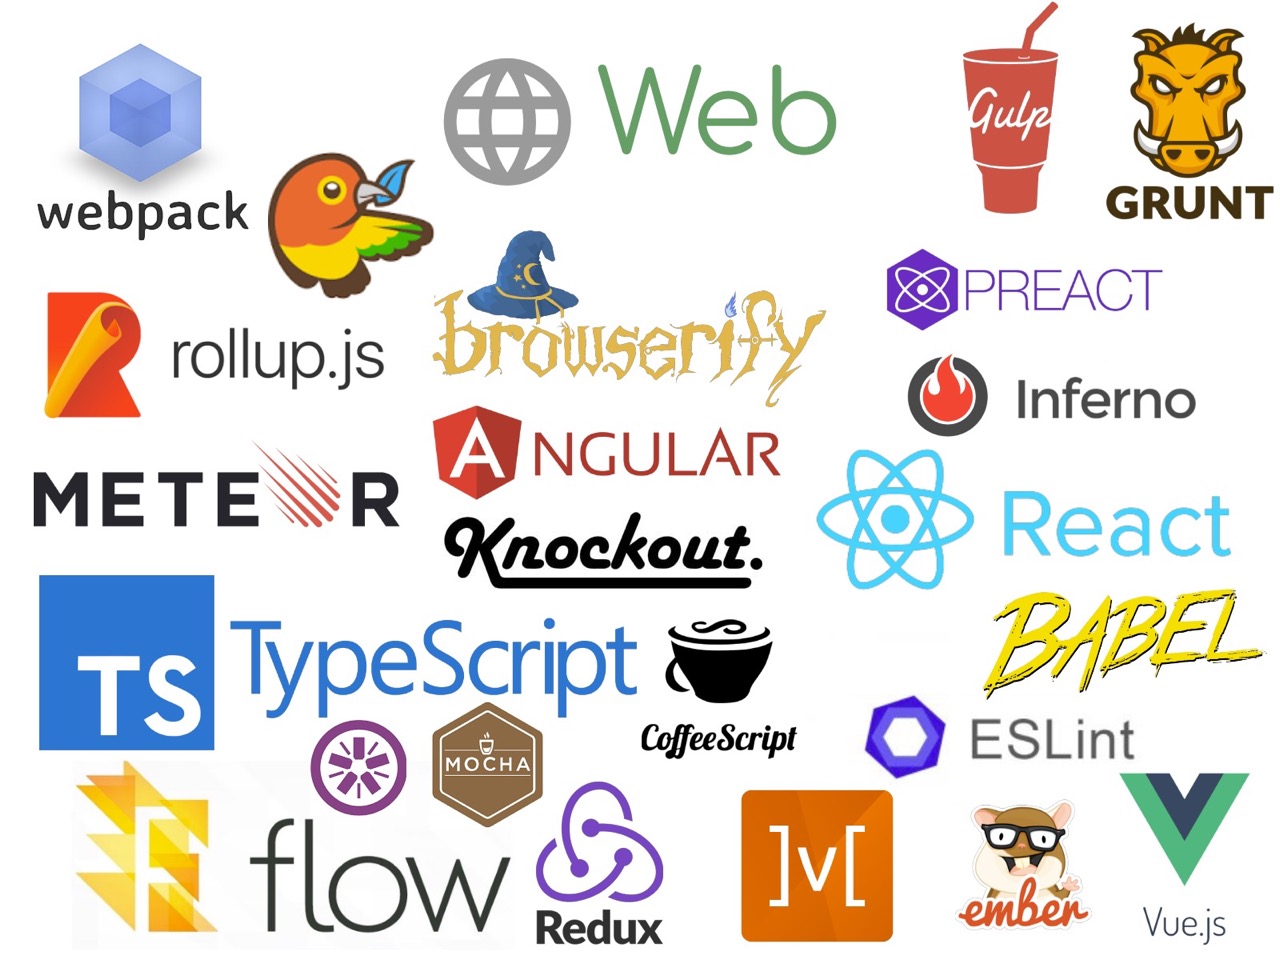 webpack
Web
Gulp
GRUNT
rollup.js
browserify
PREACT
Inferno
ANGULAR
METEOR
Knockout.
React
TS
TypeScript
CoffeeScript
BABEL
MOCHA
ESLint
flow
Redux
]v[
ember
Vue.js